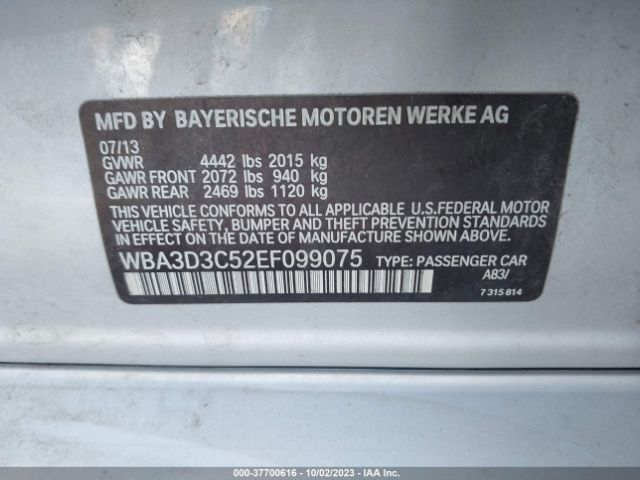 MFD BY BAYERISCHE MOTOREN WERKE AG
07/13
GVWR 4442 lbs 2015 kg
GAWR FRONT 2072 lbs 940 kg
GAWR REAR 2469 lbs 1120 kg
THIS VEHICLE CONFORMS TO ALL APPLICABLE U.S.FEDERAL MOTOR
VEHICLE SAFETY, BUMPER AND THEFT PREVENTION STANDARDS
IN EFFECT ON THE DATE OF MANUFACTURE SHOWN ABOVE.
WBA3D3C52EF099075 TYPE: PASSENGER CAR
A83/
7 315 814
000-37700616 - 10/02/2023 - IAA Inc.